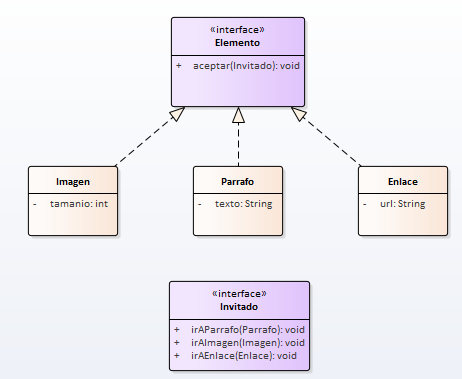 «interface»
Elemento
+ aceptar(Invitado): void
Imagen
- tamanio: int
Parrafo
- texto: String
Enlace
- url: String
«interface»
Invitado
+ irAParrafo(Parrafo): void
+ irAImagen(Imagen): void
+ irAEnlace(Enlace): void